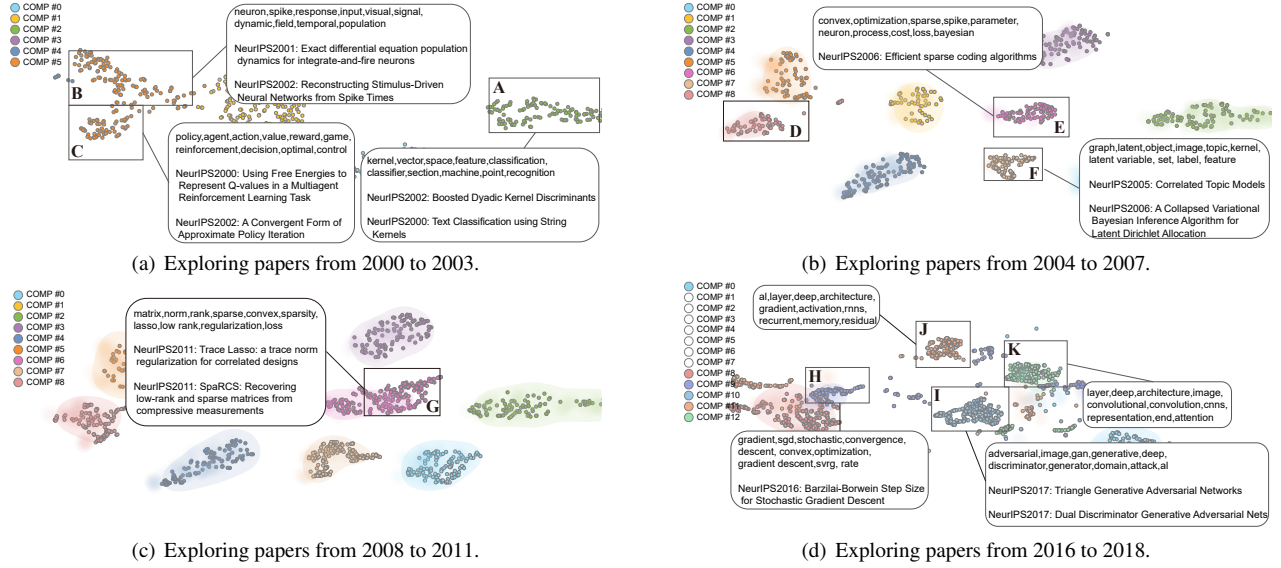 COMP #0
COMP #1
COMP #2
COMP #3
COMP #4
COMP #5
neuron,spike,response,input,visual,signal,
dynamic,field,temporal,population
NeurIPS2001: Exact differential equation population
dynamics for integrate-and-fire neurons
NeurIPS2002: Reconstructing Stimulus-Driven
Neural Networks from Spike Times
B
C
A
policy,agent,action,value,reward,game,
reinforcement,decision,optimal,control
NeurIPS2000: Using Free Energies to
Represent Q-values in a Multiagent
Reinforcement Learning Task
NeurIPS2002: A Convergent Form of
Approximate Policy Iteration
kernel,vector,space,feature,classification,
classifier,section,machine,point,recognition
NeurIPS2002: Boosted Dyadic Kernel Discriminants
NeurIPS2000: Text Classification using String
Kernels
(a) Exploring papers from 2000 to 2003.
COMP #0
COMP #1
COMP #2
COMP #3
COMP #4
COMP #5
COMP #6
COMP #7
COMP #8
convex,optimization,sparse,spike,parameter,
neuron,process,cost,loss,bayesian
NeurIPS2006: Efficient sparse coding algorithms
D
E
F
graph,latent,object,image,topic,kernel,
latent variable, set, label, feature
NeurIPS2005: Correlated Topic Models
NeurIPS2006: A Collapsed Variational
Bayesian Inference Algorithm for
Latent Dirichlet Allocation
(b) Exploring papers from 2004 to 2007.
COMP #0
COMP #1
COMP #2
COMP #3
COMP #4
COMP #5
COMP #6
COMP #7
COMP #8
matrix,norm,rank,sparse,convex,sparsity,
lasso,low rank,regularization,loss
NeurIPS2011: Trace Lasso: a trace norm
regularization for correlated designs
NeurIPS2011: SpaRCS: Recovering
low-rank and sparse matrices from
compressive measurements
G
(c) Exploring papers from 2008 to 2011.
COMP #0
COMP #1
COMP #2
COMP #3
COMP #4
COMP #5
COMP #6
COMP #7
COMP #8
COMP #9
COMP #10
COMP #11
COMP #12
al,layer,deep,architecture,
gradient,activation,rnns,
recurrent,memory,residual
J
K
H
I
layer,deep,architecture,image,
convolutional,convolution,cnns,
representation,end,attention
gradient,sgd,stochastic,convergence,
descent, convex,optimization,
gradient descent,svrg, rate
NeurIPS2016: Barzilai-Borwein Step Size
for Stochastic Gradient Descent
adversarial,image,gan,generative,deep,
discriminator,generator,domain,attack,al
NeurIPS2017: Triangle Generative Adversarial Networks
NeurIPS2017: Dual Discriminator Generative Adversarial Nets
(d) Exploring papers from 2016 to 2018.